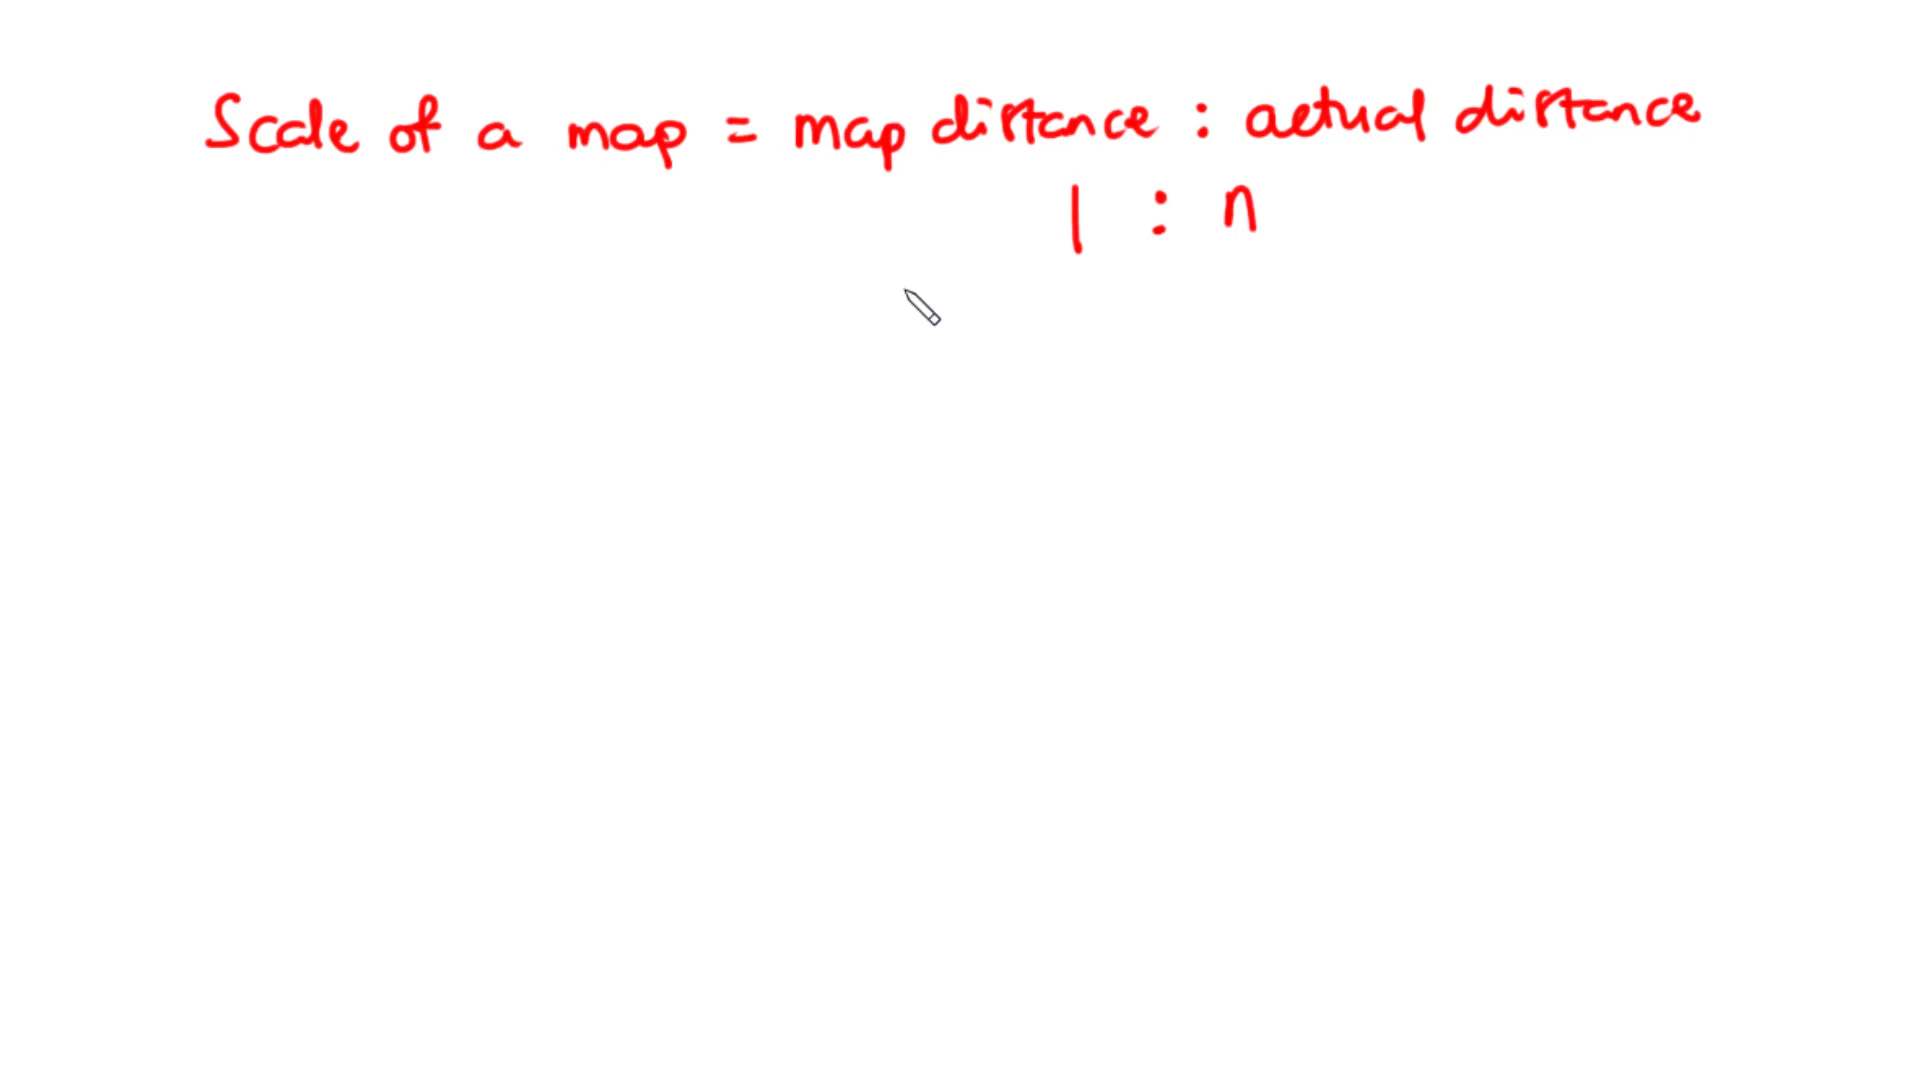 Scale of a map = map distance : actual distance
1 : n